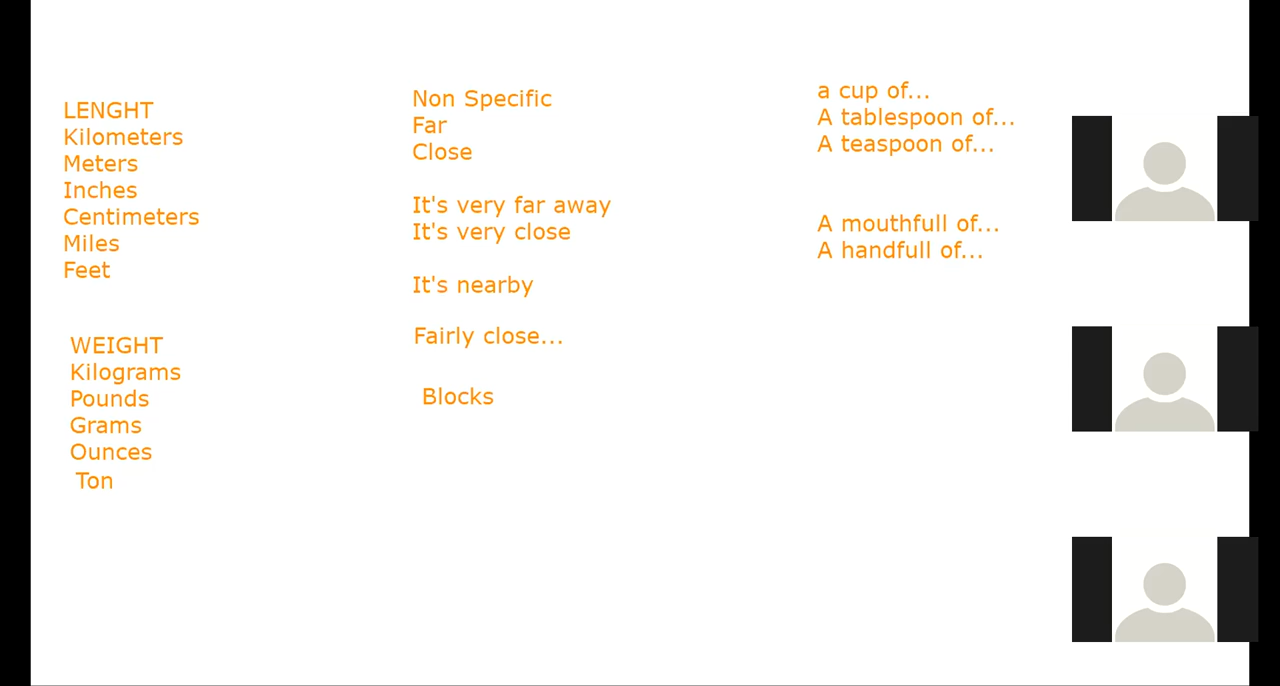 LENGHT
Kilometers
Meters
Inches
Centimeters
Miles
Feet
WEIGHT
Kilograms
Pounds
Grams
Ounces
Ton
Non Specific
Far
Close
It's very far away
It's very close
It's nearby
Fairly close...
Blocks
a cup of...
A tablespoon of...
A teaspoon of...
A mouthfull of...
A handfull of...